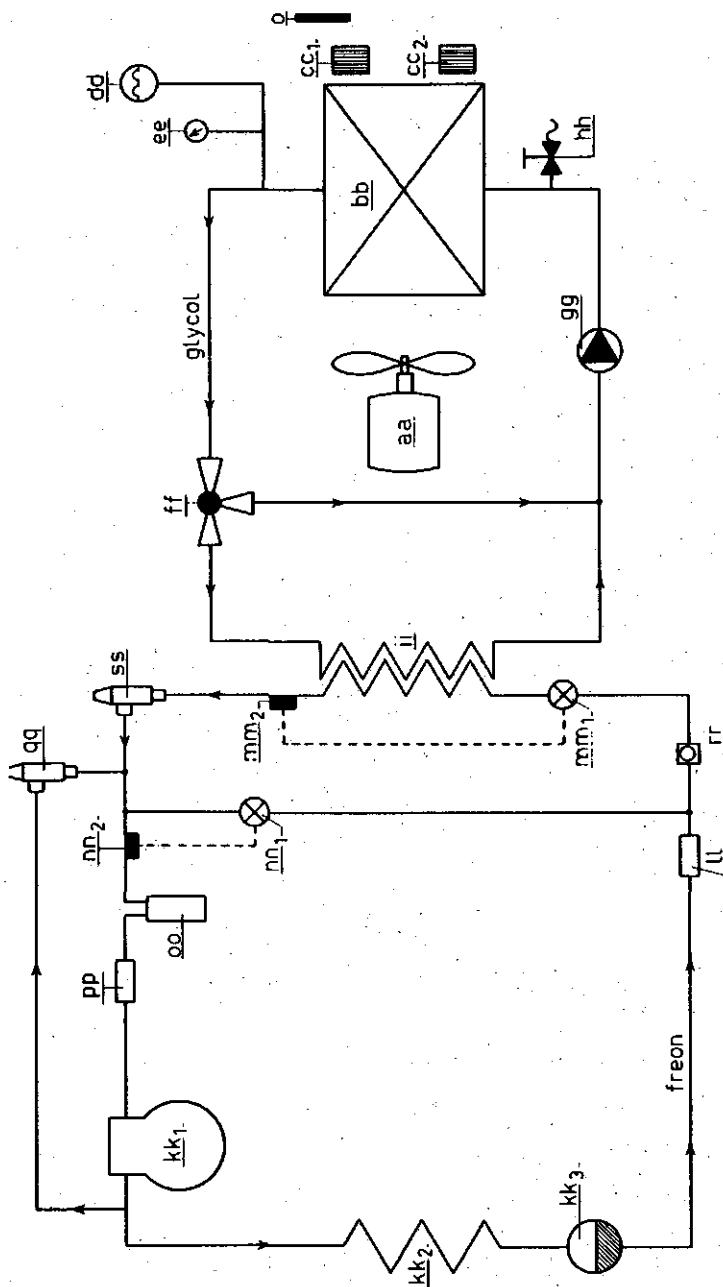 o
cc₁
cc₂
dd
ee
bb
hh
glycol
gg
aa
ff
ii
ss
qq
mm₂
mm₁
rr
nn₂
nn₁
ll
oo
pp
freon
kk₁
kk₃
kk₂